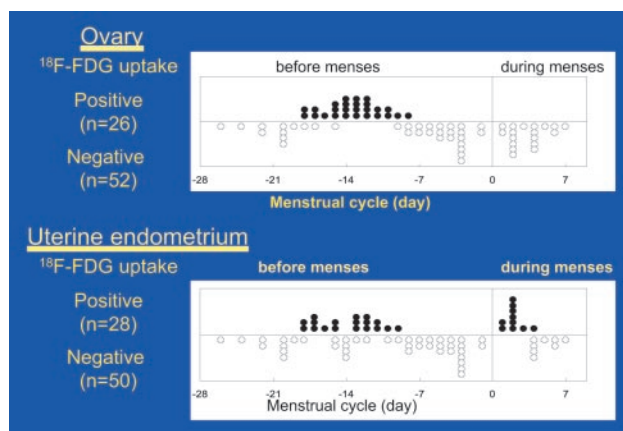 Ovary
¹⁸F-FDG uptake
before menses during menses
Positive
(n=26)
Negative
(n=52)
-28 -21 -14 -7 0 7
Menstrual cycle (day)
Uterine endometrium
¹⁸F-FDG uptake
before menses during menses
Positive
(n=28)
Negative
(n=50)
-28 -21 -14 -7 0 7
Menstrual cycle (day)